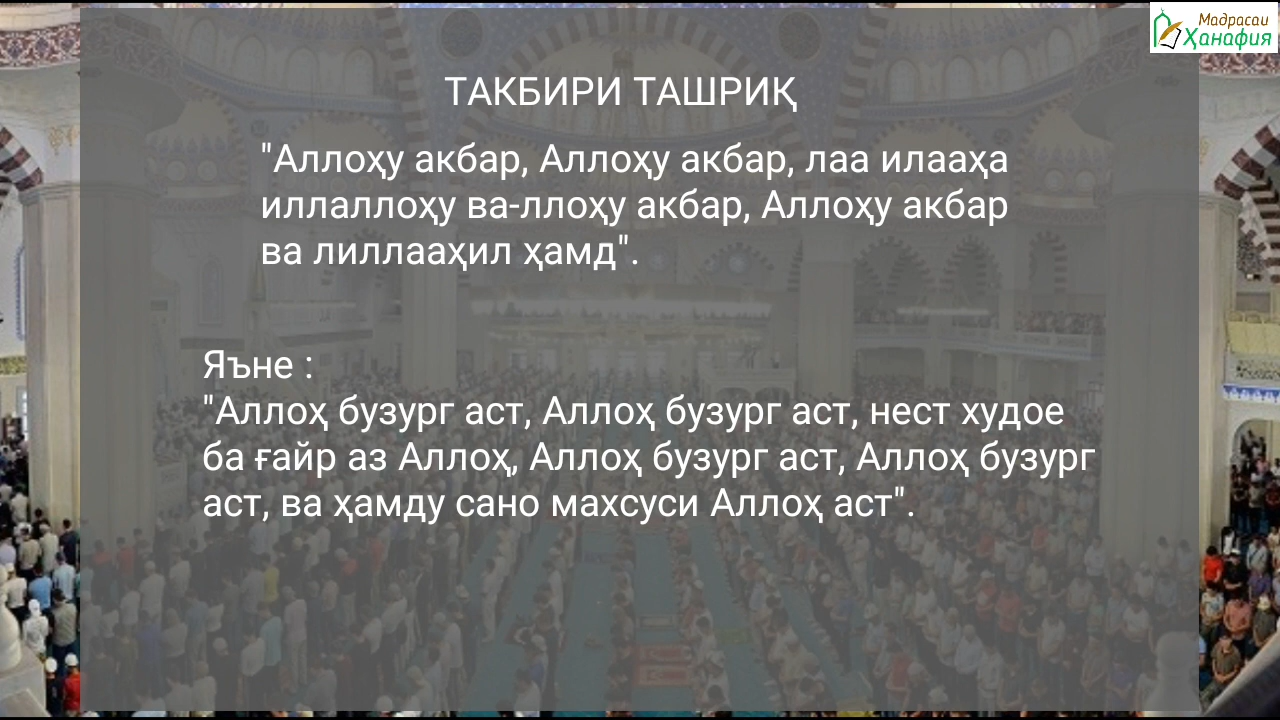 Мадрасаи
Ҳанафия
ТАКБИРИ ТАШРИҚ
"Аллоҳу акбар, Аллоҳу акбар, лаа илааҳа
иллаллоҳу ва-ллоҳу акбар, Аллоҳу акбар
ва лиллааҳил ҳамд".
Яъне :
"Аллоҳ бузург аст, Аллоҳ бузург аст, нест худое
ба ғайр аз Аллоҳ, Аллоҳ бузург аст, Аллоҳ бузург
аст, ва ҳамду сано махсуси Аллоҳ аст".